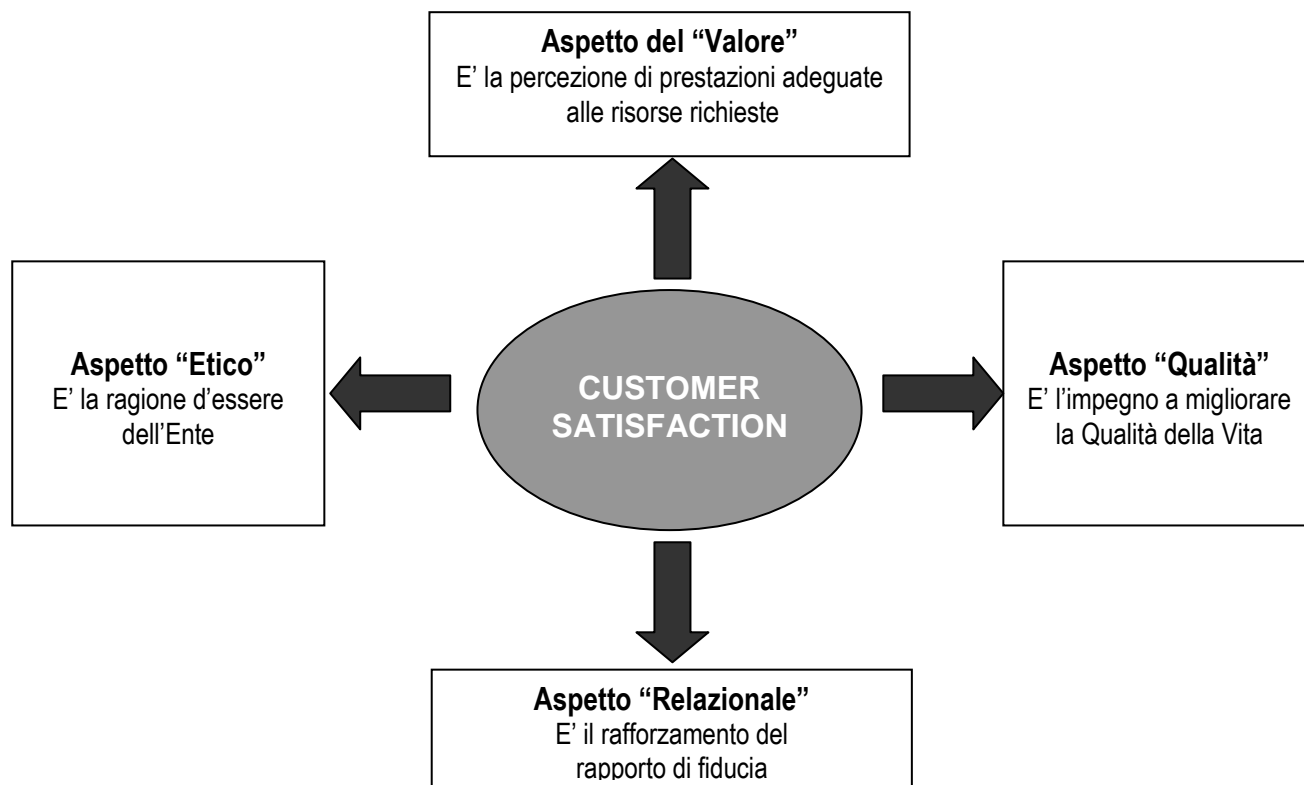 Aspetto del “Valore”
E’ la percezione di prestazioni adeguate
alle risorse richieste
Aspetto “Etico”
E’ la ragione d’essere
dell’Ente
CUSTOMER
SATISFACTION
Aspetto “Qualità”
E’ l’impegno a migliorare
la Qualità della Vita
Aspetto “Relazionale”
E’ il rafforzamento del
rapporto di fiducia